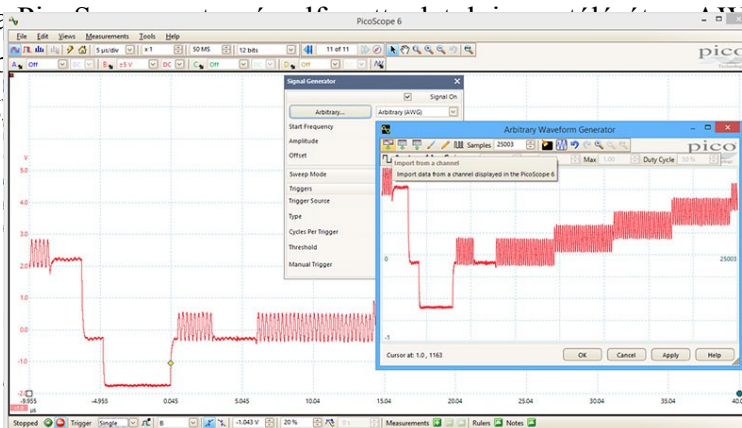 PicoScope 6
File Edit Views Measurements Tools Help
5 µs/div x 1 50 MS 12 bits 11 of 11
pico
Technology
A Off DC B ±5 V DC C Off D Off
Signal Generator
Signal On
Arbitrary... Arbitrary (AWG)
Start Frequency
Amplitude
Offset
Sweep Mode
Triggers
Trigger Source
Type
Cycles Per Trigger
Threshold
Manual Trigger
Arbitrary Waveform Generator
Samples 25003
pico
Max 1.00 Duty Cycle 50 %
Import from a channel
Import data from a channel displayed in the PicoScope 6
0 25003
Cursor at: 1.0 , 1163
OK Cancel Apply Help
V
5.0
4.0
3.0
2.0
1.0
0.0
-1.0
-2.0
-9.955 -4.955 0.045 5.045 10.04 15.04 20.04 25.04 30.04 35.04 40.0
µs
Stopped Trigger Single B -1.043 V 20 % Measurements Rulers Notes